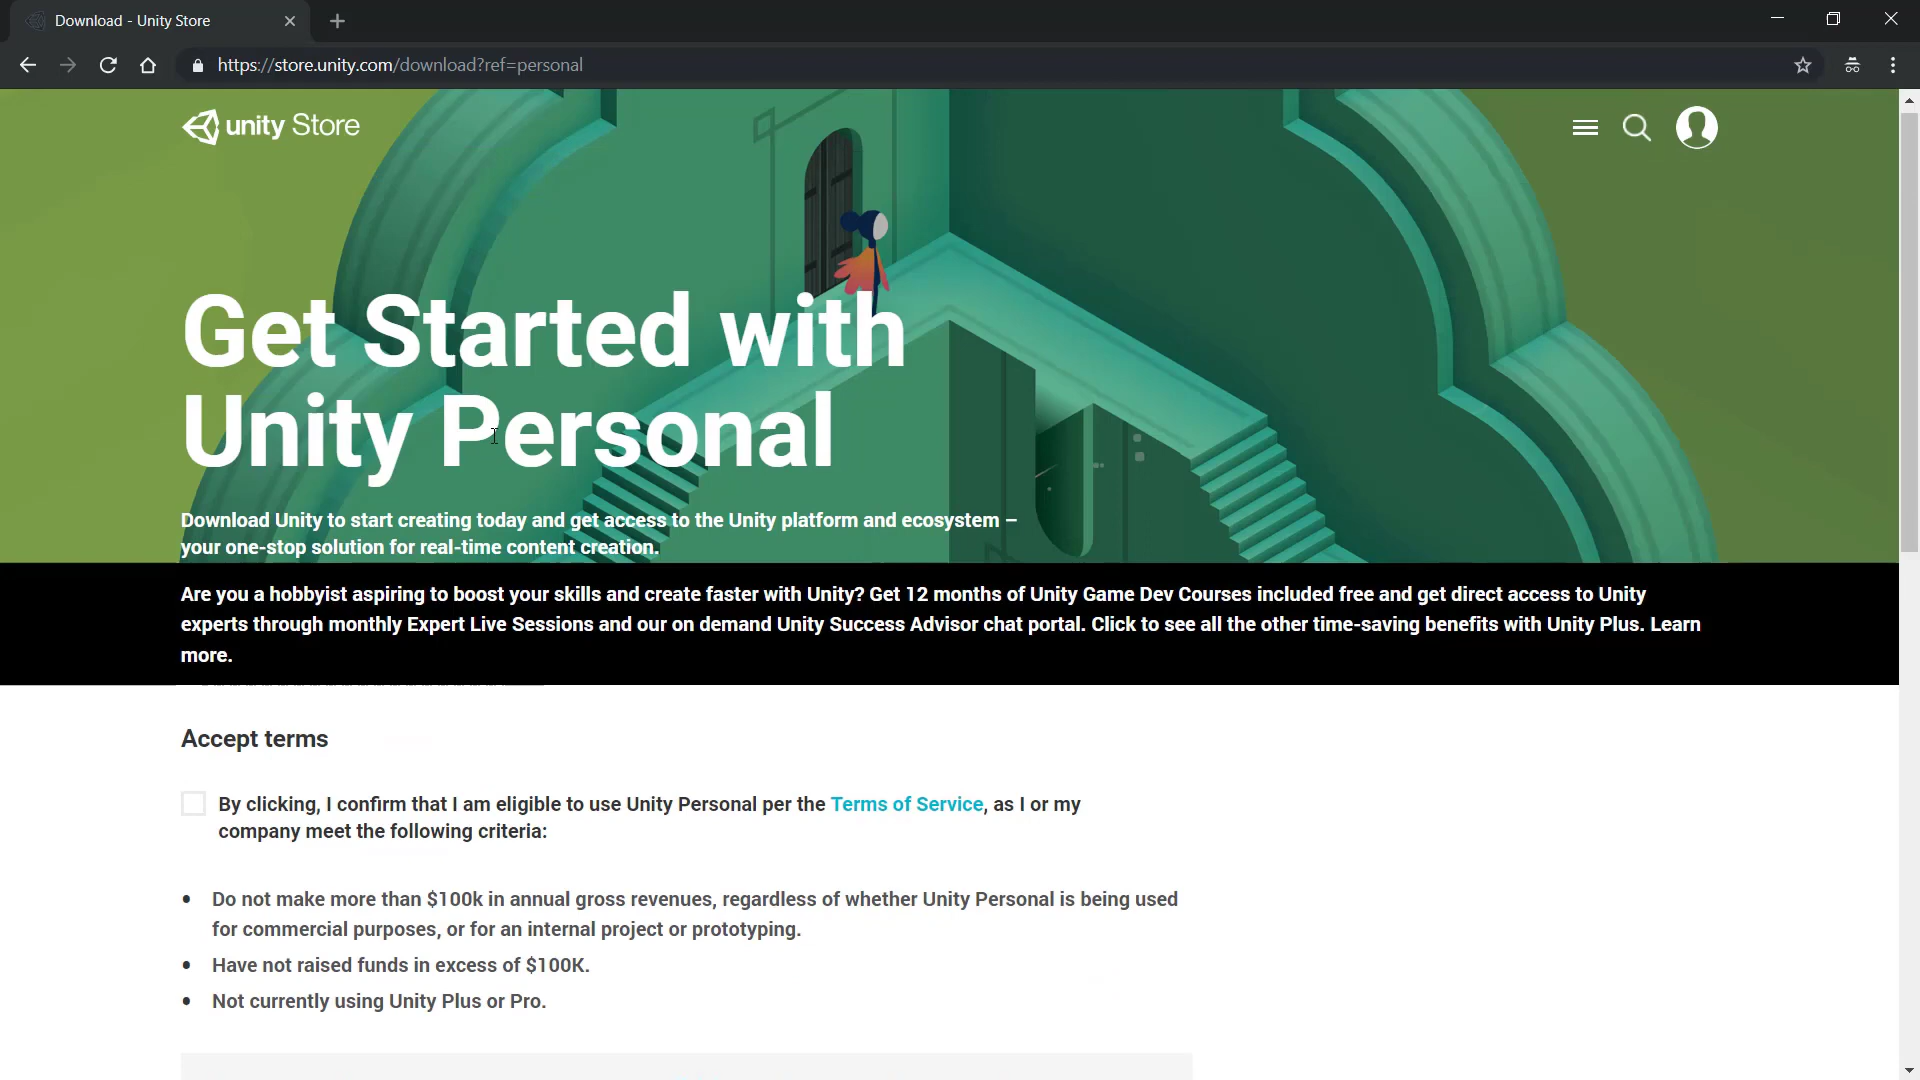 Download - Unity Store
https://store.unity.com/download?ref=personal
unity Store
Get Started with
Unity Personal
Download Unity to start creating today and get access to the Unity platform and ecosystem –
your one-stop solution for real-time content creation.
Are you a hobbyist aspiring to boost your skills and create faster with Unity? Get 12 months of Unity Game Dev Courses included free and get direct access to Unity
experts through monthly Expert Live Sessions and our on demand Unity Success Advisor chat portal. Click to see all the other time-saving benefits with Unity Plus. Learn
more.
Accept terms
By clicking, I confirm that I am eligible to use Unity Personal per the Terms of Service, as I or my
company meet the following criteria:
• Do not make more than $100k in annual gross revenues, regardless of whether Unity Personal is being used
for commercial purposes, or for an internal project or prototyping.
• Have not raised funds in excess of $100K.
• Not currently using Unity Plus or Pro.